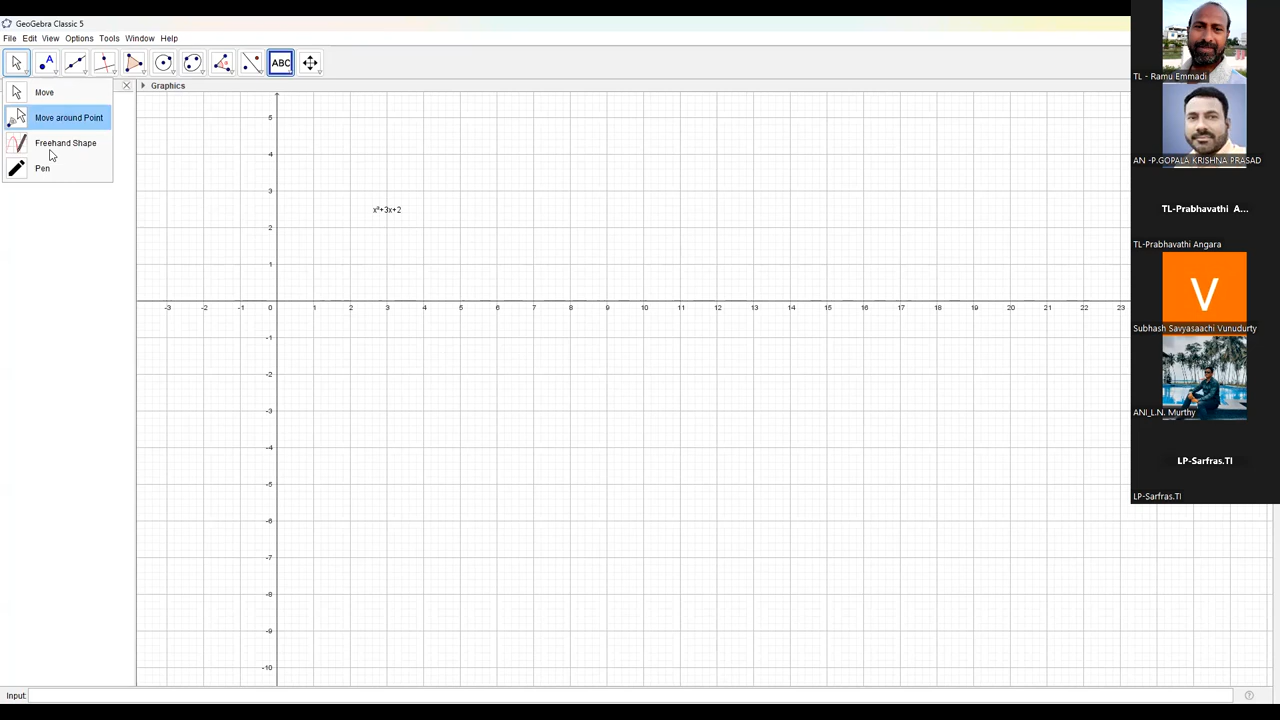 GeoGebra Classic 5
File Edit View Options Tools Window Help
A
ABC
Graphics
Move
Move around Point
Freehand Shape
Pen
5
4
3
2
1
0
-1
-2
-3
-4
-5
-6
-7
-8
-9
-10
-3 -2 -1 1 2 3 4 5 6 7 8 9 10 11 12 13 14 15 16 17 18 19 20 21 22 23
x²+3x+2
Input:
TL - Ramu Emmadi
AN -P.GOPALA KRISHNA PRASAD
TL-Prabhavathi A...
TL-Prabhavathi Angara
V
Subhash Savyasaachi Vunudurty
ANI_L.N. Murthy
LP-Sarfras.TI
LP-Sarfras.TI